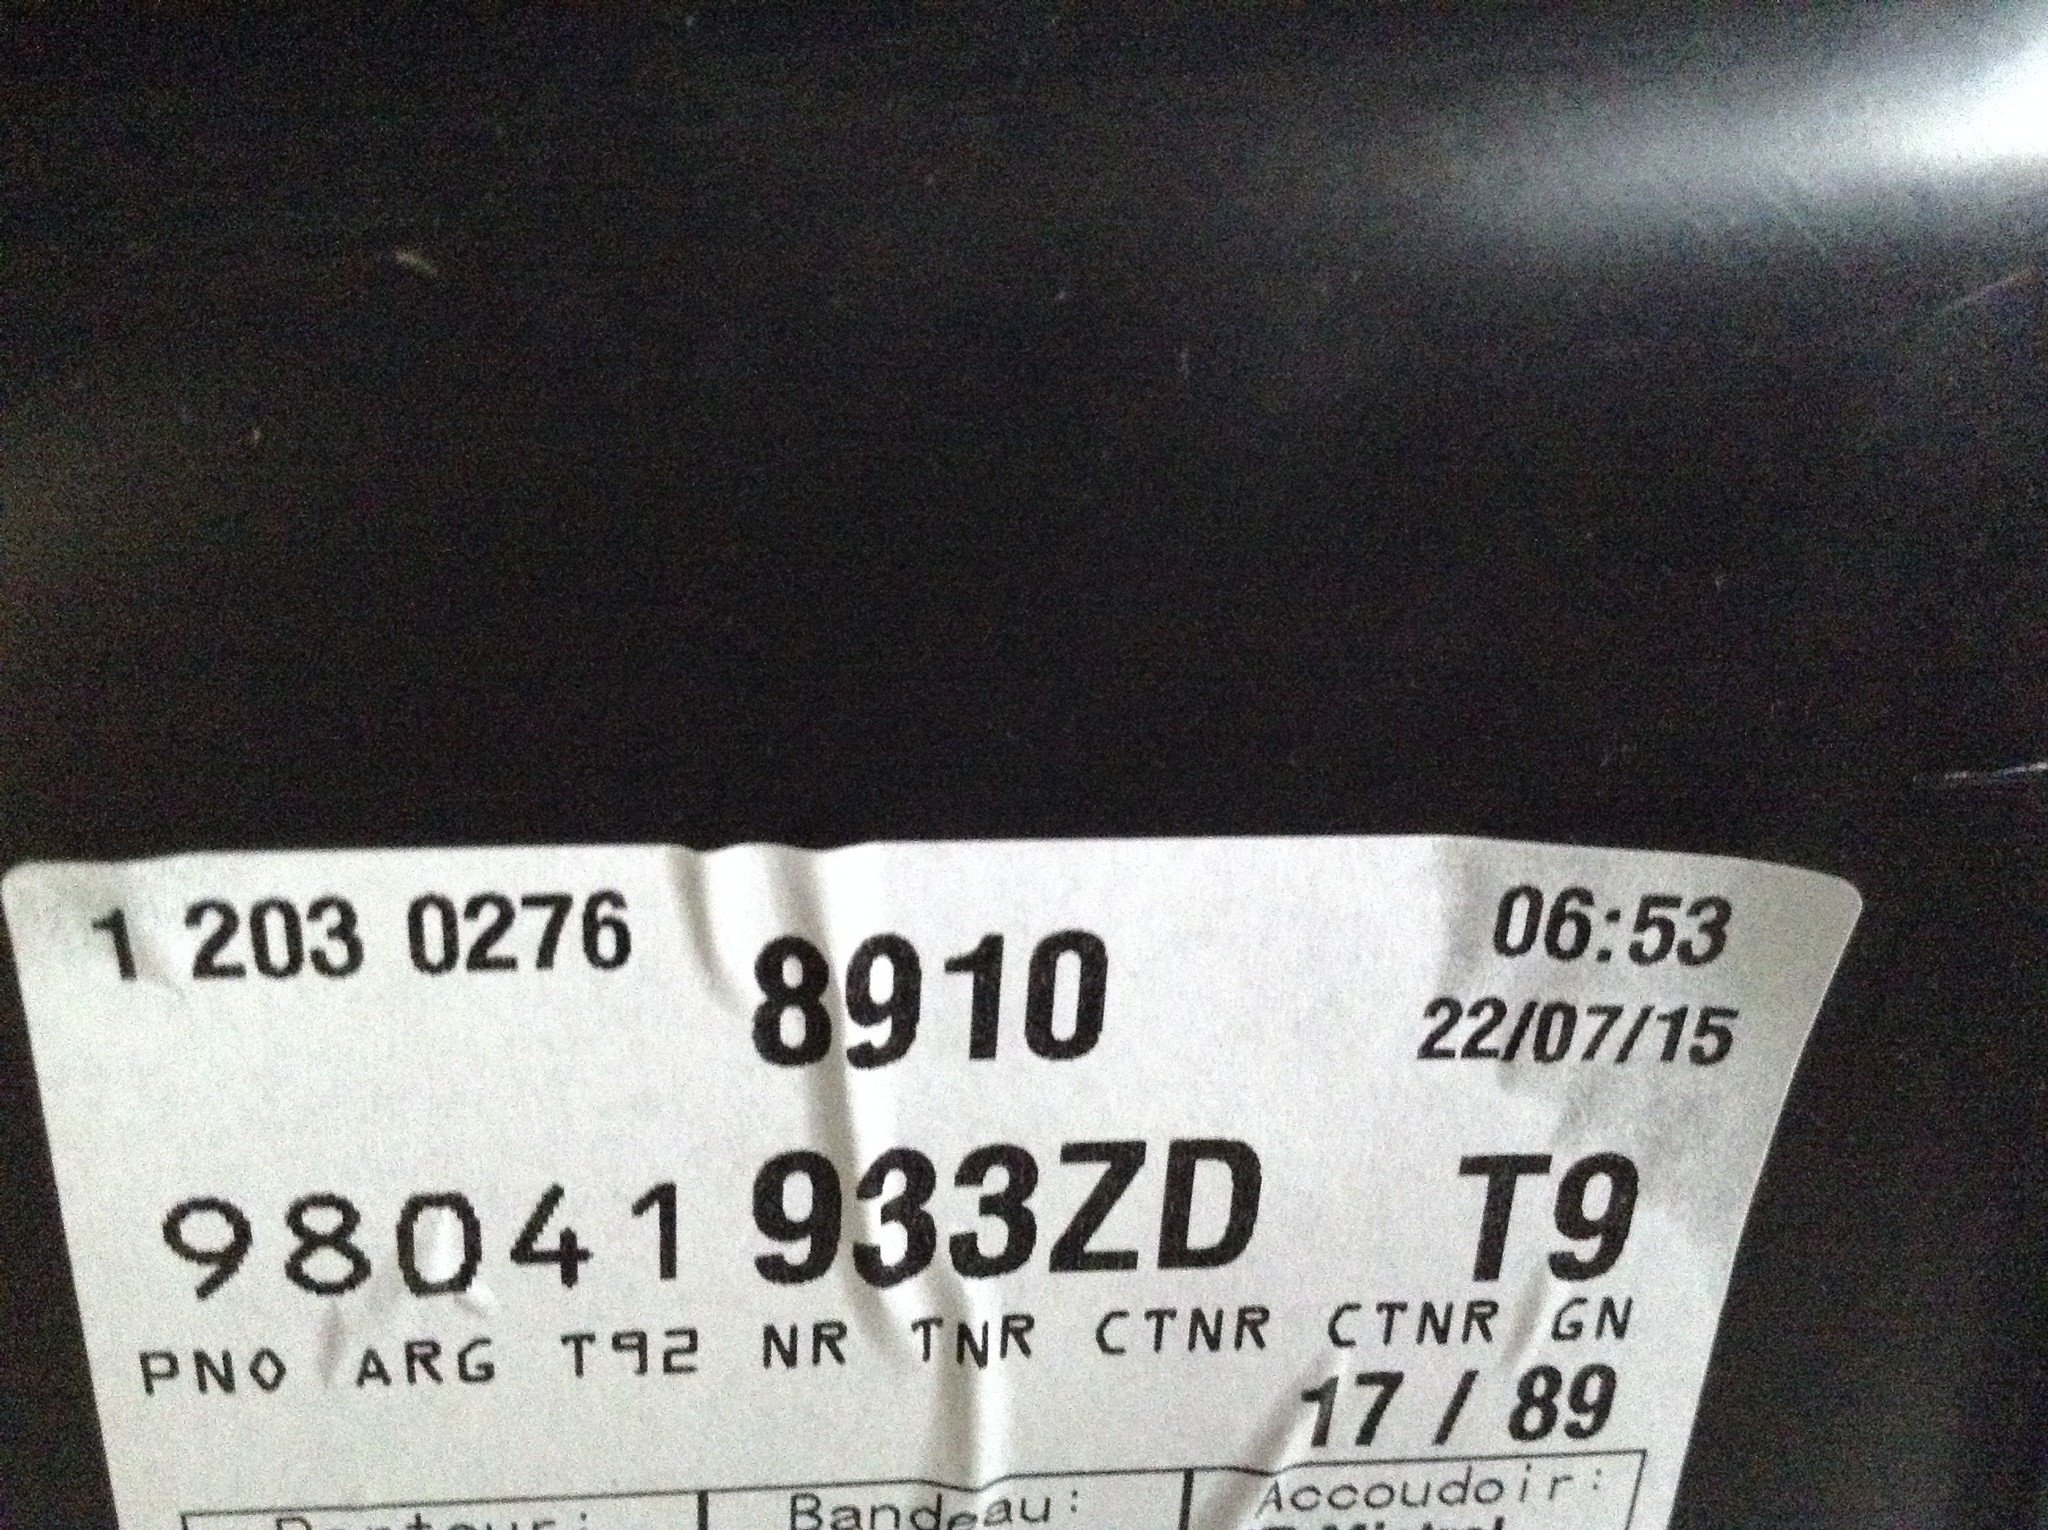 1 203 0276 8910 06:53
22/07/15
98041 933ZD T9
PNO ARG T92 NR TNR CTNR CTNR GN
17 / 89
Bandeau: Accoudoir: